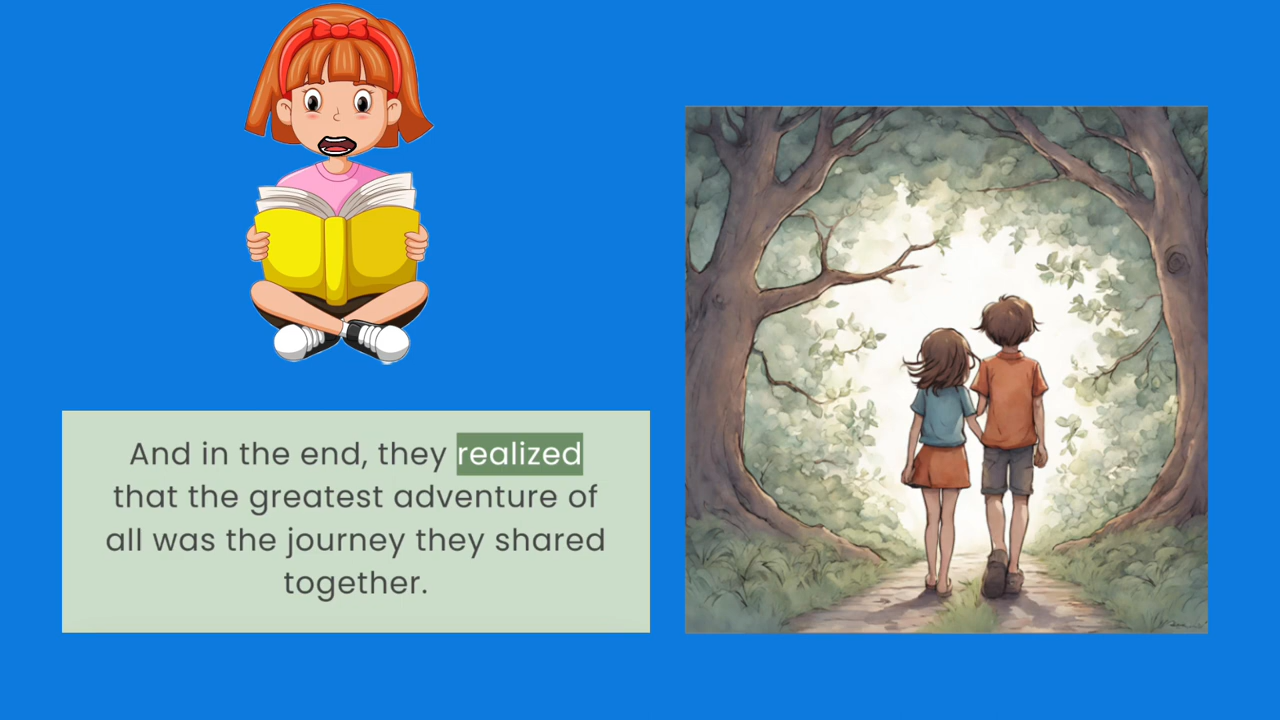 And in the end, they realized
that the greatest adventure of
all was the journey they shared
together.